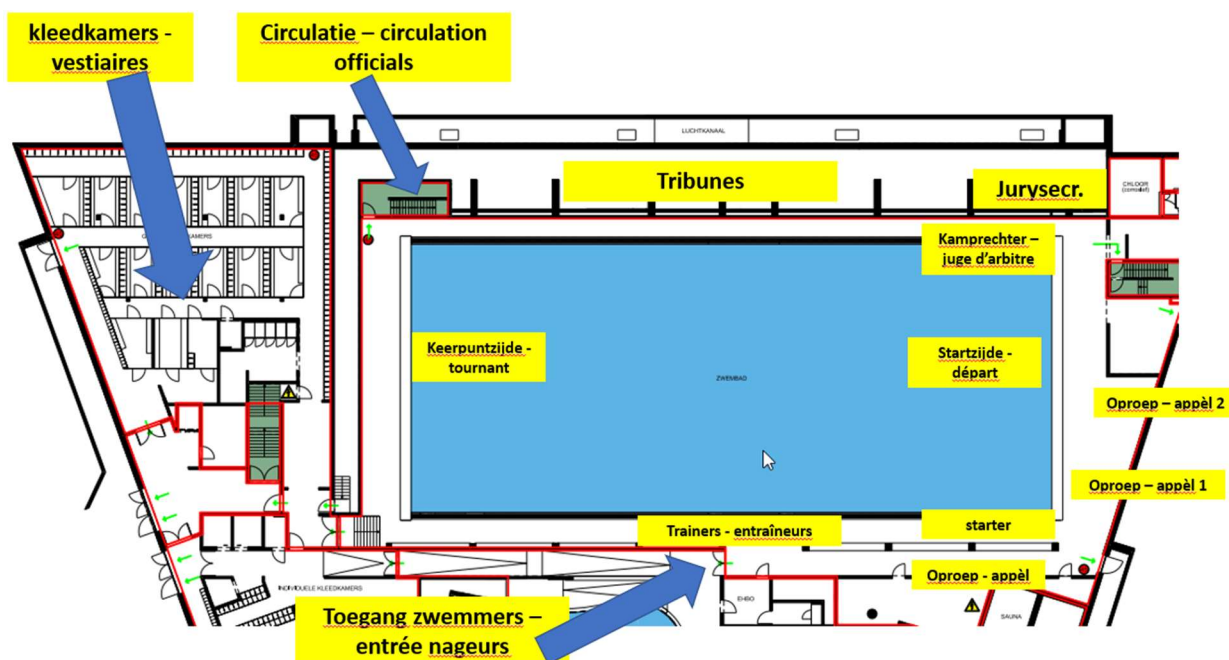 kleedkamers -
vestiaires
Circulatie – circulation
officials
LUCHTKANAAL
Tribunes
Jurysecr.
CHLOOR
Kamprechter –
juge d'arbitre
Keerpuntzijde -
tournant
Startzijde -
départ
ZWEMBAD
Oproep – appèl 2
Oproep – appèl 1
Trainers - entraîneurs
starter
Oproep - appèl
INDIVIDUELE KLEEDKAMERS
EHBO
SAUNA
Toegang zwemmers –
entrée nageurs